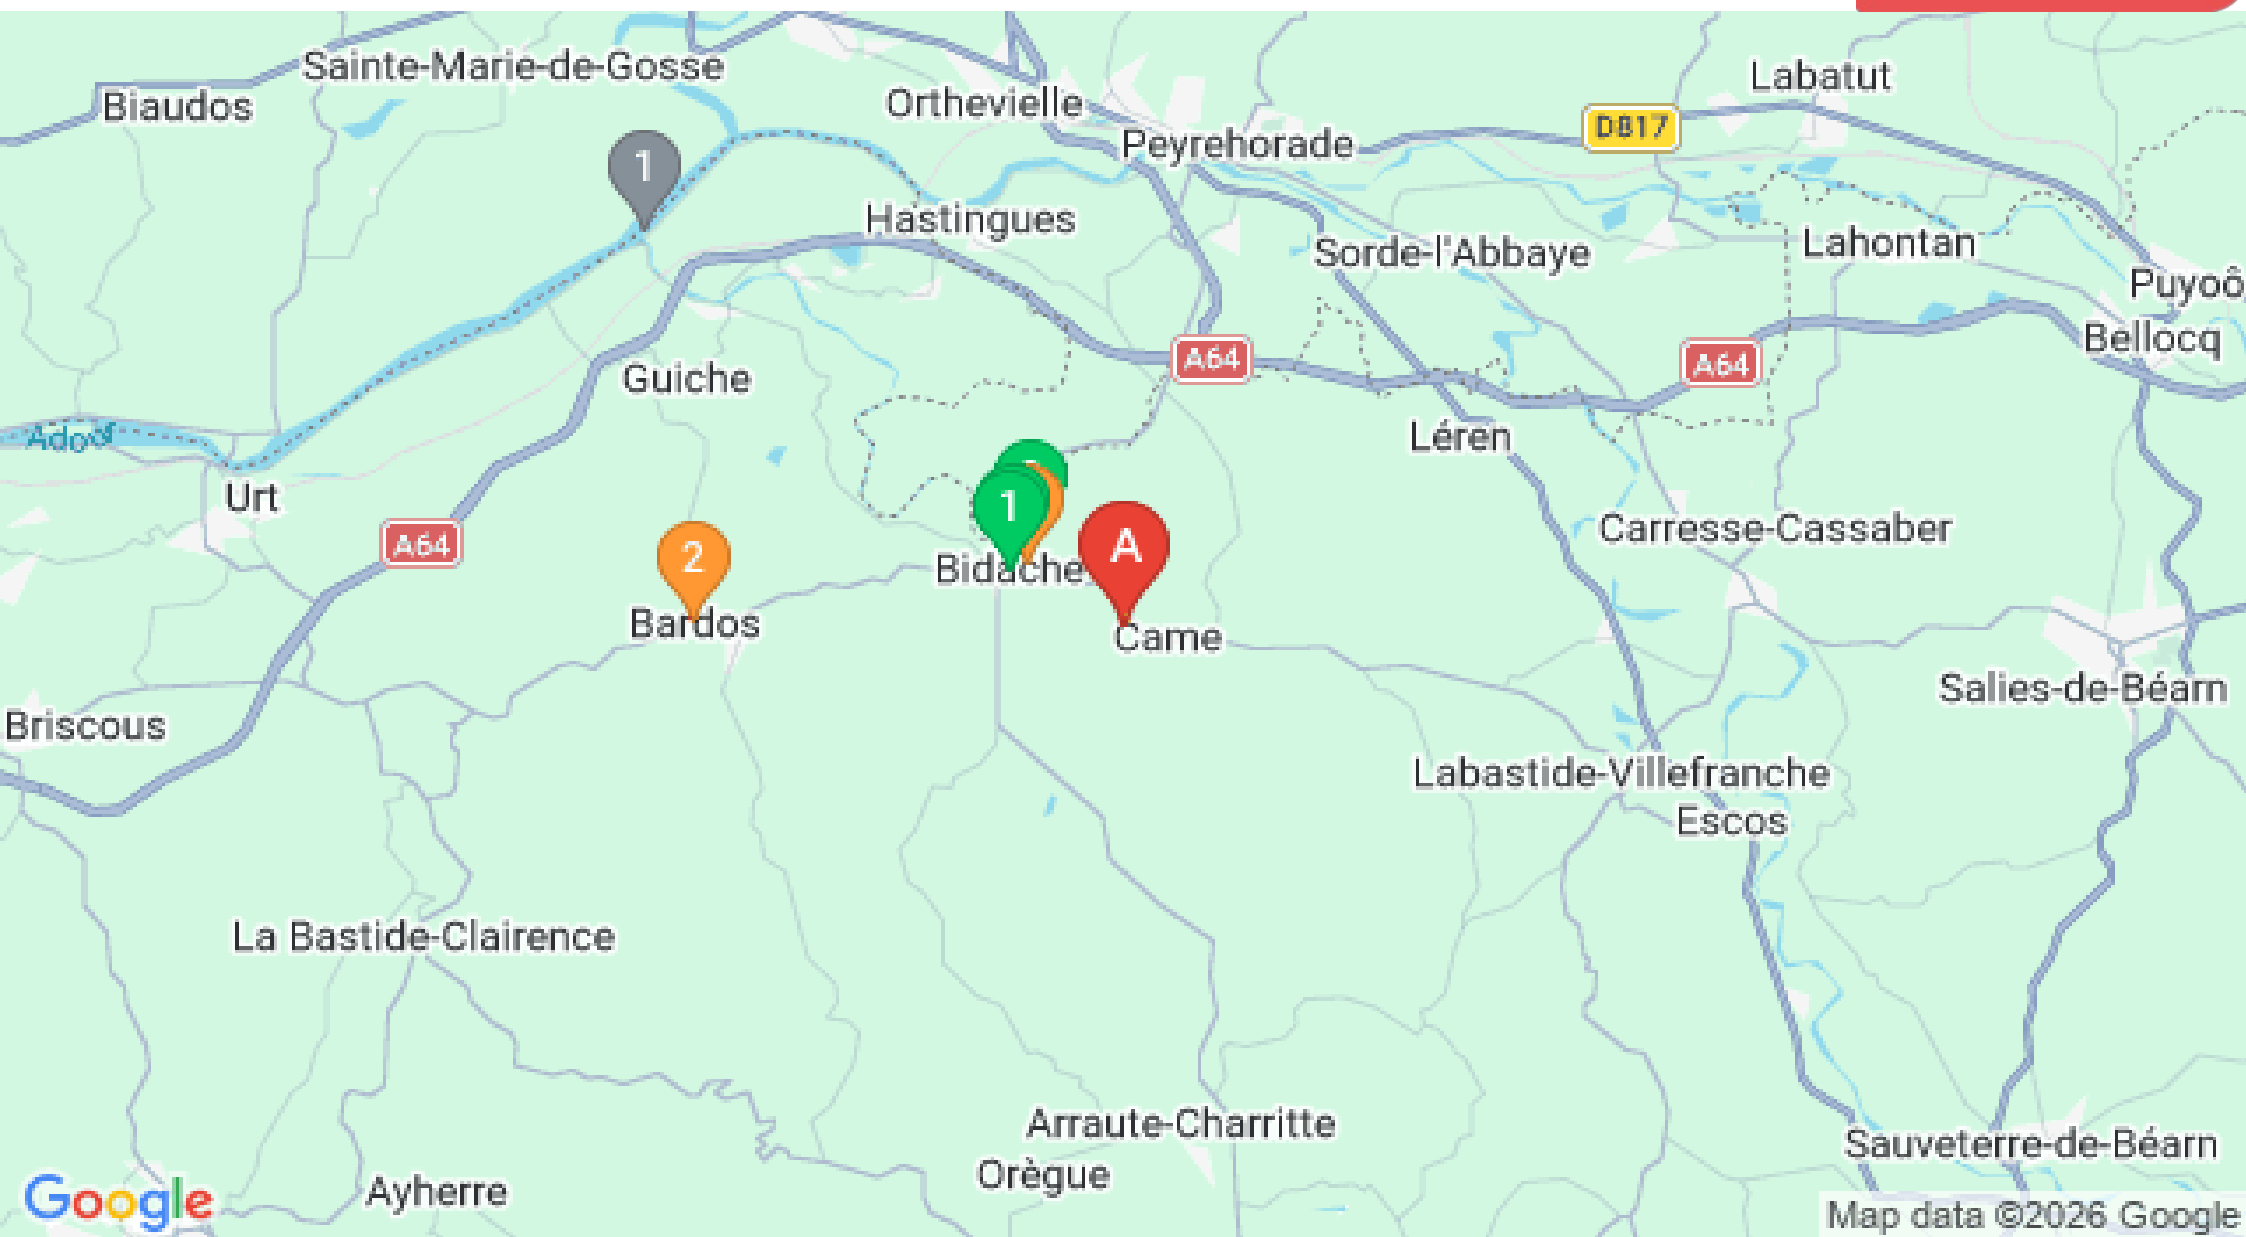 Sainte-Marie-de-Gosse
Labatut
Biaudos
Orthevielle
D817
Peyrehorade
1
Hastingues
Sorde-l'Abbaye
Lahontan
Puyoô
Bellocq
A64
A64
Guiche
Adour
Léren
Urt
1
A
Carresse-Cassaber
A64
2
Bidache
Bardos
Came
Salies-de-Béarn
Briscous
Labastide-Villefranche
Escos
La Bastide-Clairence
Arraute-Charritte
Sauveterre-de-Béarn
Orègue
Ayherre
Google
Map data ©2026 Google